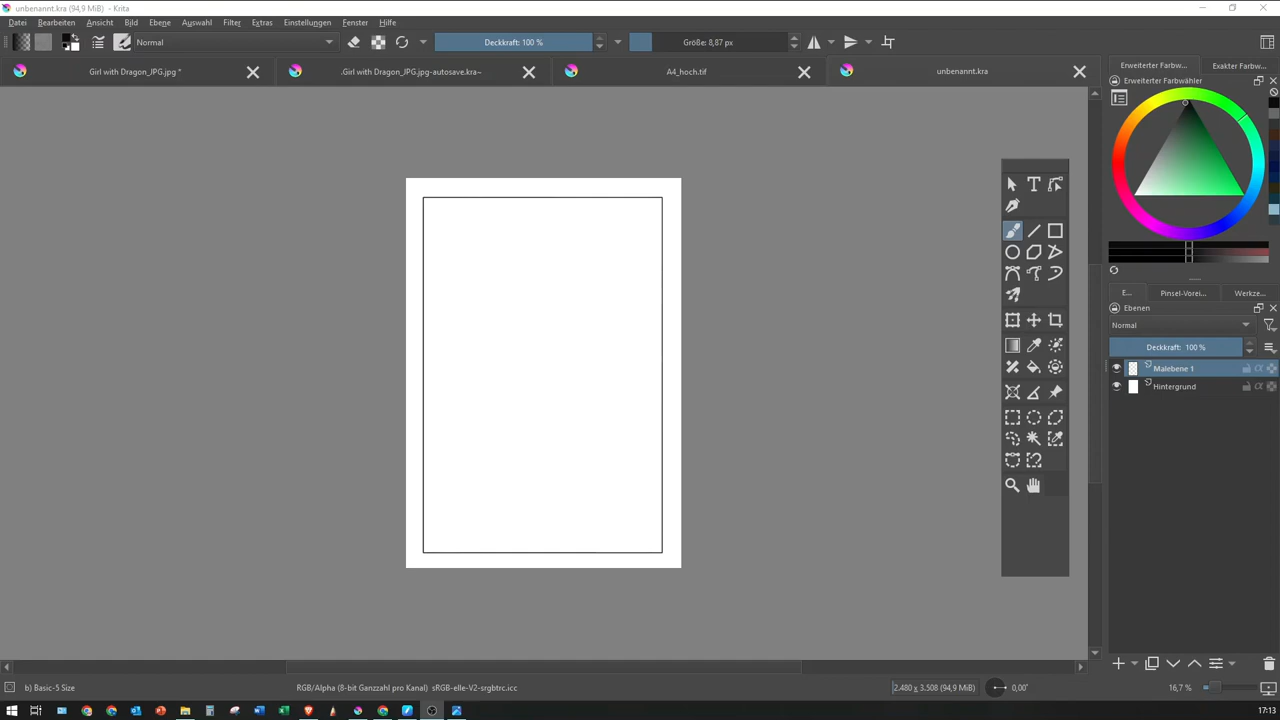 unbenannt.kra (94,9 MiB) - Krita
Datei Bearbeiten Ansicht Bild Ebene Auswahl Filter Extras Einstellungen Fenster Hilfe
Normal Deckkraft: 100 % Größe: 8,87 px
Girl with Dragon_JPG.jpg * .Girl with Dragon_JPG.jpg-autosave.kra~ A4_hoch.tif unbenannt.kra
Erweiterter Farbw... Exakter Farbw...
Erweiterter Farbwähler
E... Pinsel-Vorei... Werkze...
Ebenen
Normal
Deckkraft: 100 %
Malebene 1
Hintergrund
b) Basic-5 Size RGB/Alpha (8-bit Ganzzahl pro Kanal) sRGB-elle-V2-srgbtrc.icc 2.480 x 3.508 (94,9 MiB) 0,00° 16,7 %
17:13